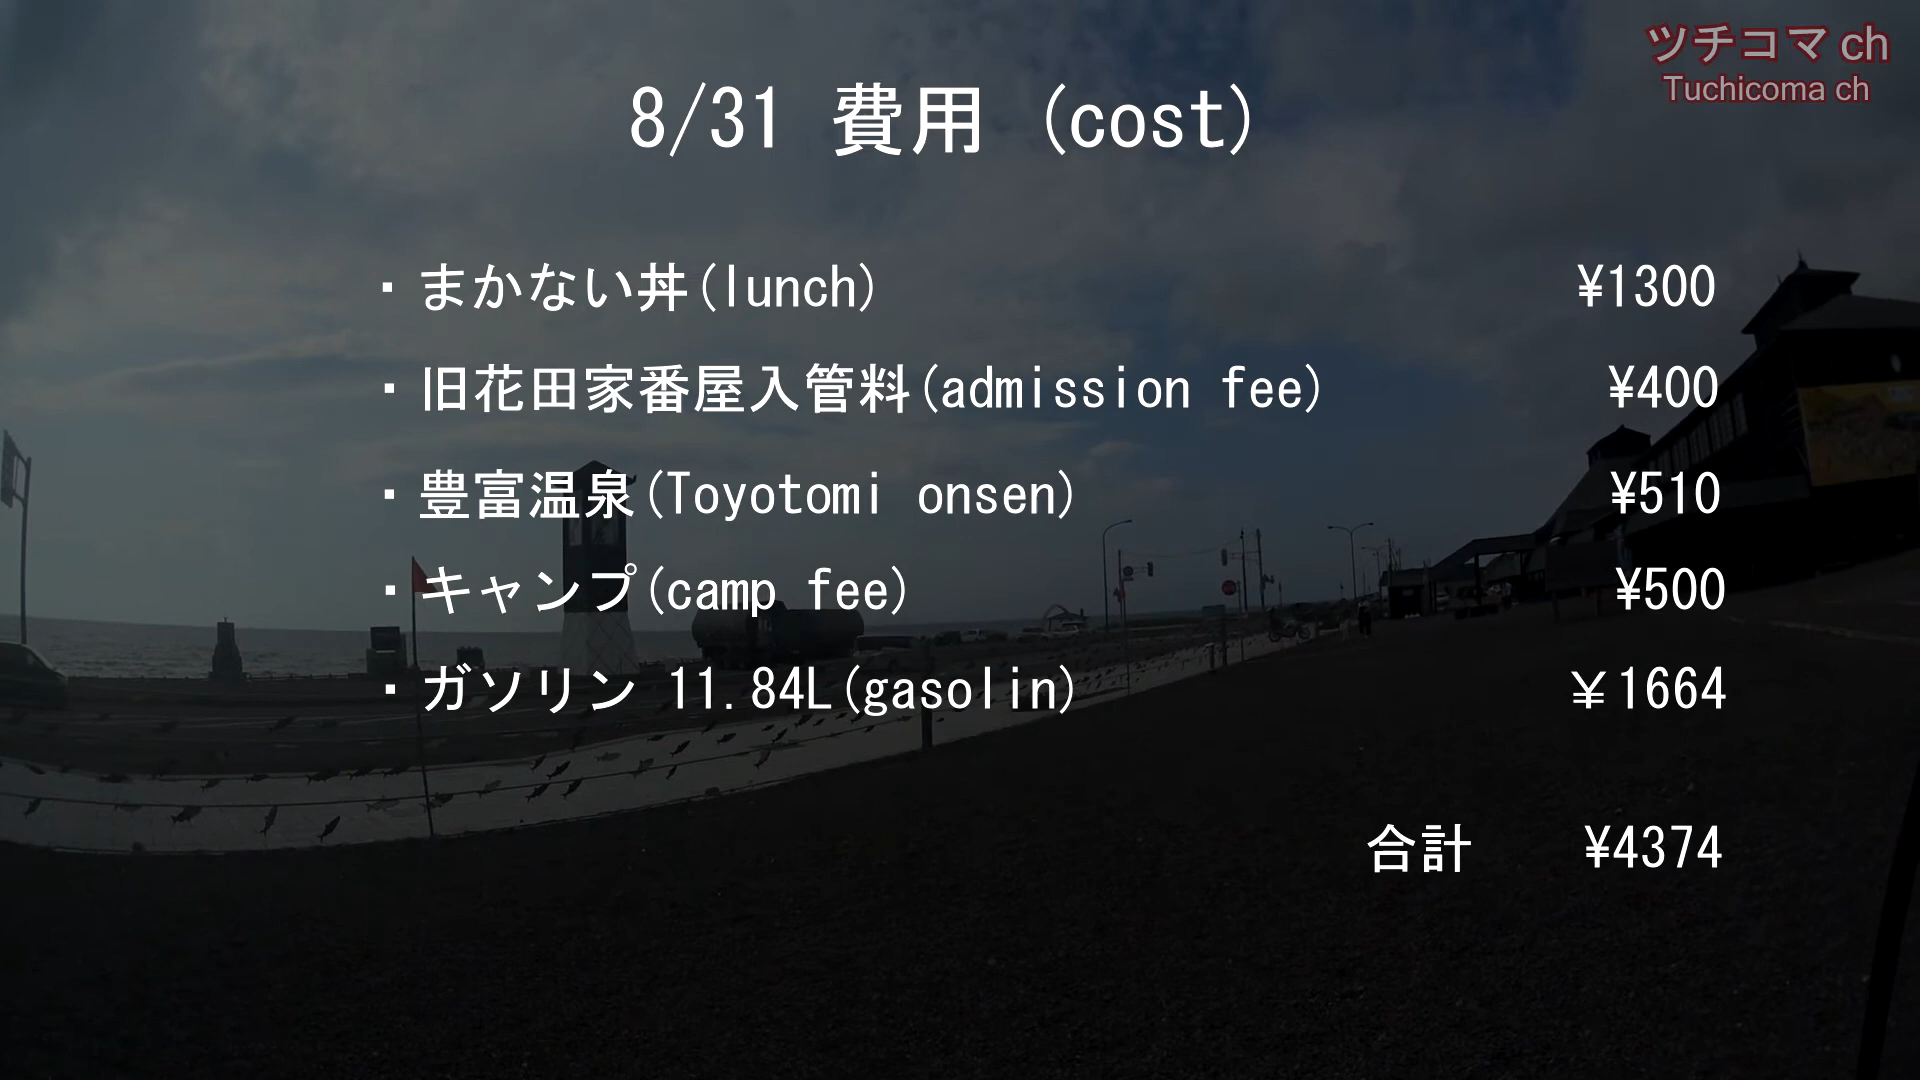 ツチコマ ch
Tuchicoma ch
8/31 費用 (cost)
・まかない丼(lunch) ¥1300
・旧花田家番屋入管料(admission fee) ¥400
・豊富温泉(Toyotomi onsen) ¥510
・キャンプ(camp fee) ¥500
・ガソリン 11.84L(gasolin) ¥1664
合計 ¥4374